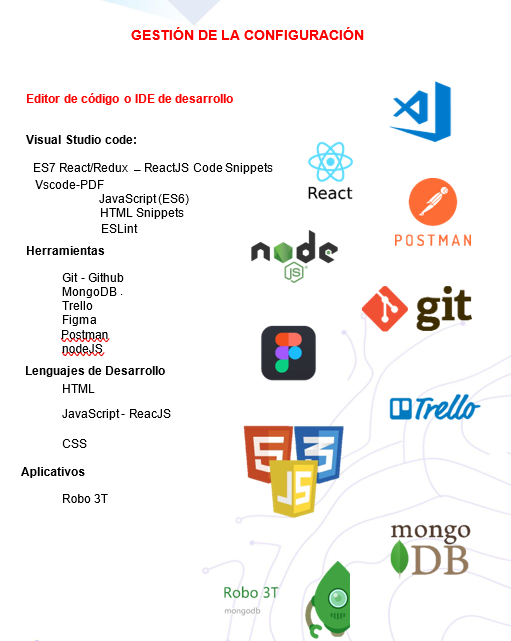 GESTIÓN DE LA CONFIGURACIÓN
Editor de código o IDE de desarrollo
Visual Studio code:
ES7 React/Redux – ReactJS Code Snippets
Vscode-PDF
JavaScript (ES6)
HTML Snippets
ESLint
Herramientas
Git - Github
MongoDB .
Trello
Figma
Postman
nodeJS
Lenguajes de Desarrollo
HTML
JavaScript - ReacJS
CSS
Aplicativos
Robo 3T
React
POSTMAN
node
JS
git
Trello
5 3
JS
mongo
DB
Robo 3T
mongodb